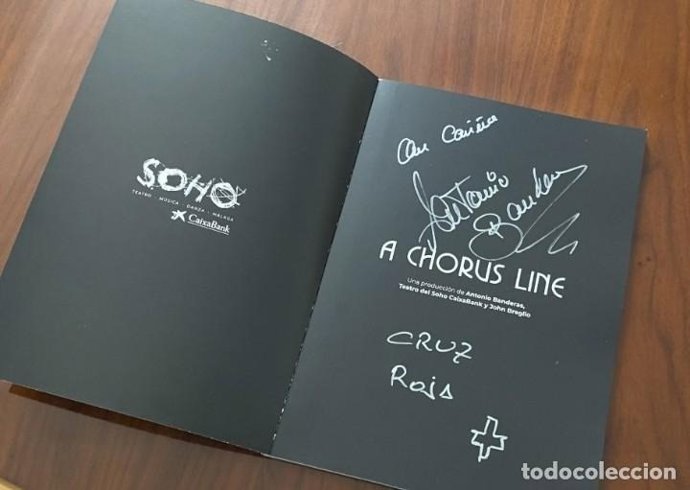 SOHO
TEATRO · MÚSICA · DANZA · MÁLAGA
CaixaBank
Con Cariño
Antonio
Banderas
A CHORUS LINE
Una producción de Antonio Banderas,
Teatro del Soho CaixaBank y John Breglio
CRUZ
Roja
todocoleccion